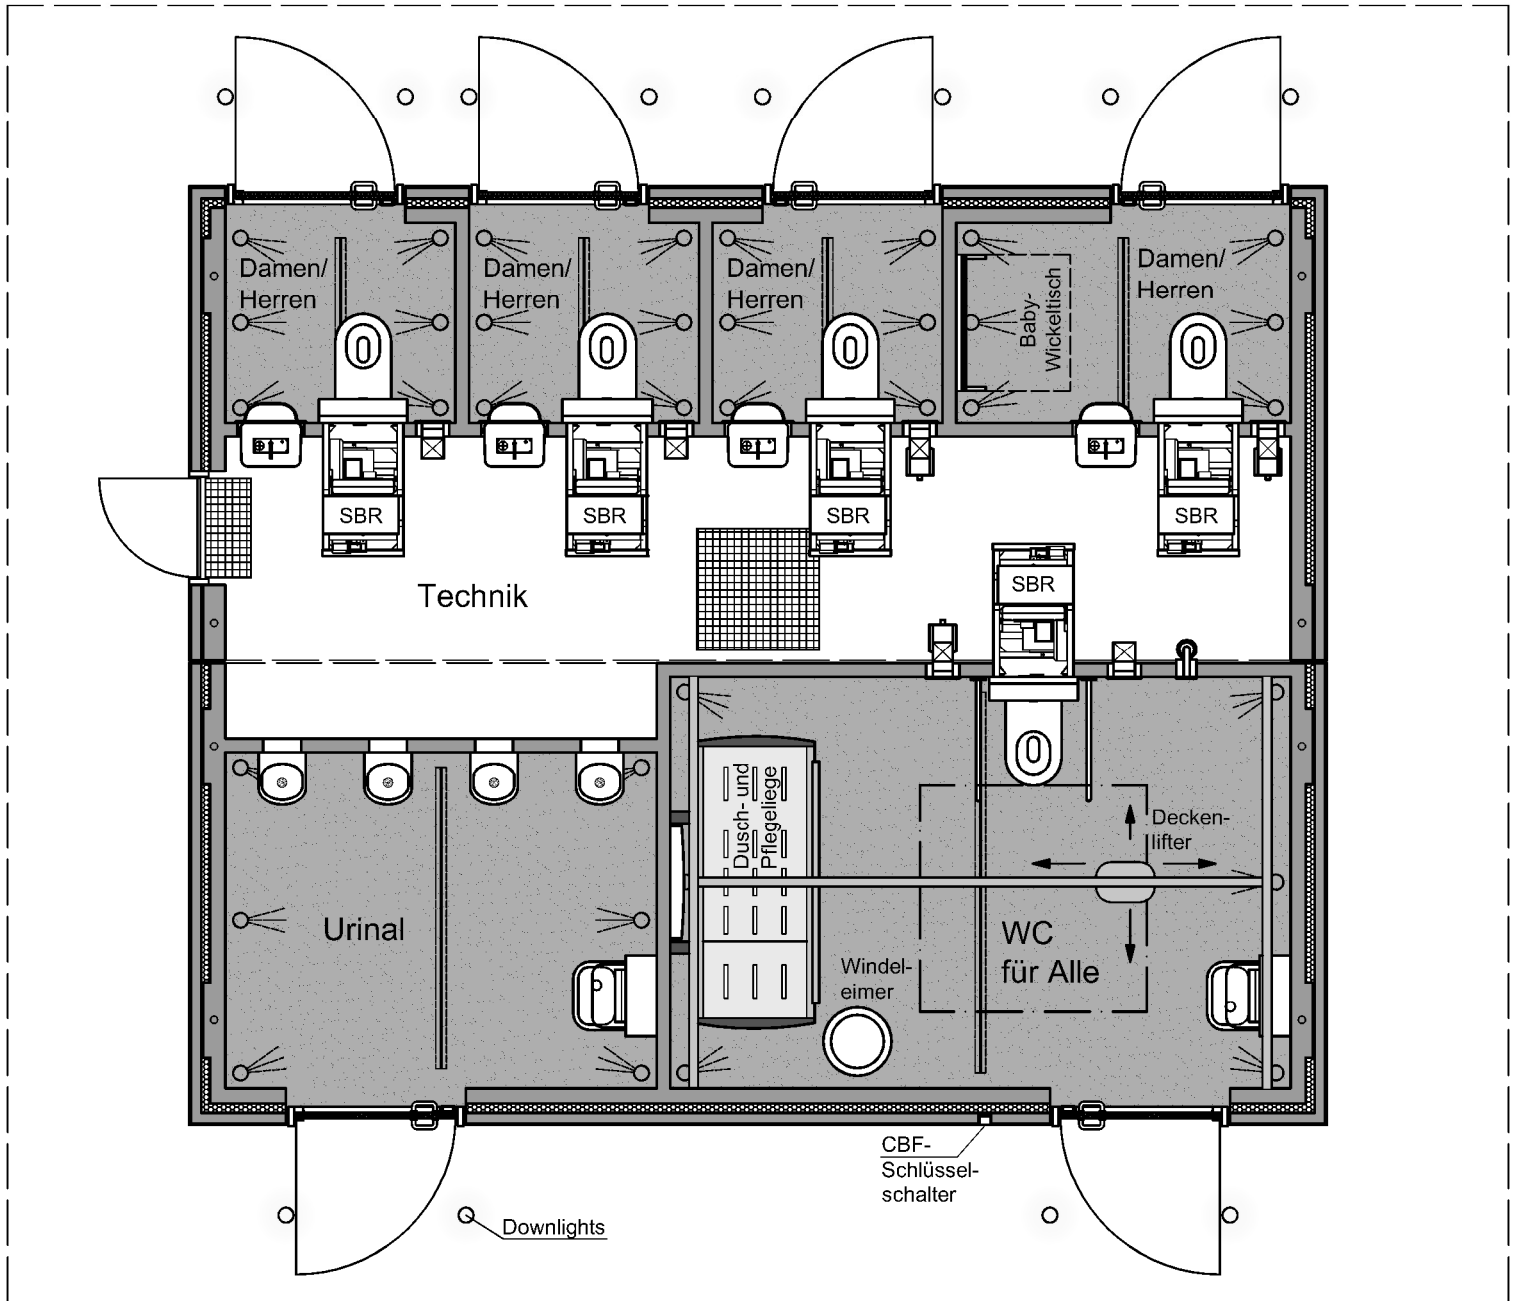 Damen/
Herren
Damen/
Herren
Damen/
Herren
Baby-
Wickeltisch
Damen/
Herren
SBR
SBR
SBR
SBR
SBR
Technik
Dusch- und
Pflegeliege
Decken-
lifter
Urinal
WC
für Alle
Windel-
eimer
CBF-
Schlüssel-
schalter
Downlights